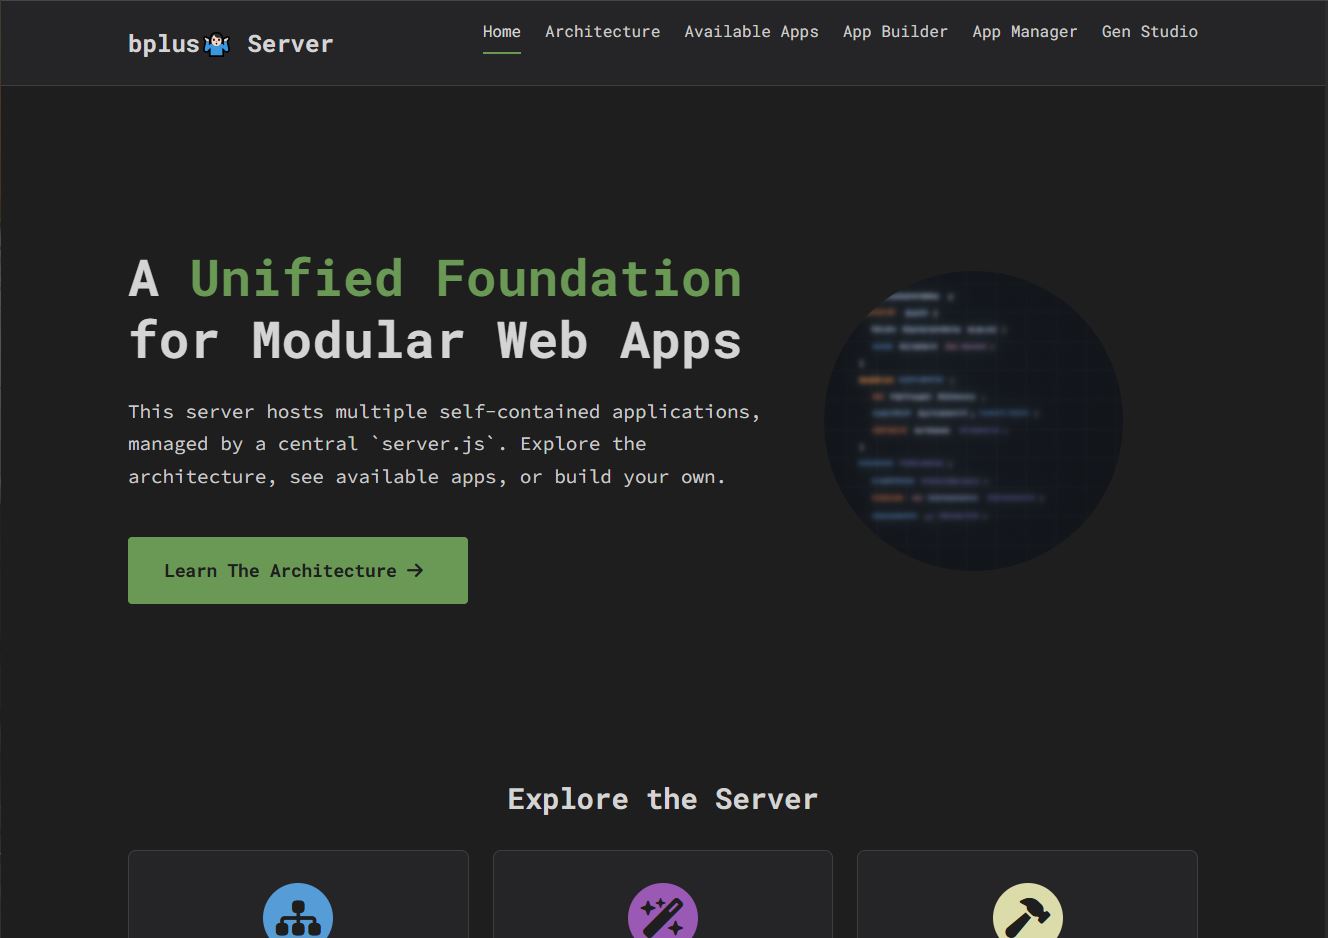 bplus🤷🏻‍♂️ Server
Home Architecture Available Apps App Builder App Manager Gen Studio
A Unified Foundation
for Modular Web Apps
This server hosts multiple self-contained applications,
managed by a central `server.js`. Explore the
architecture, see available apps, or build your own.
Learn The Architecture →
Explore the Server